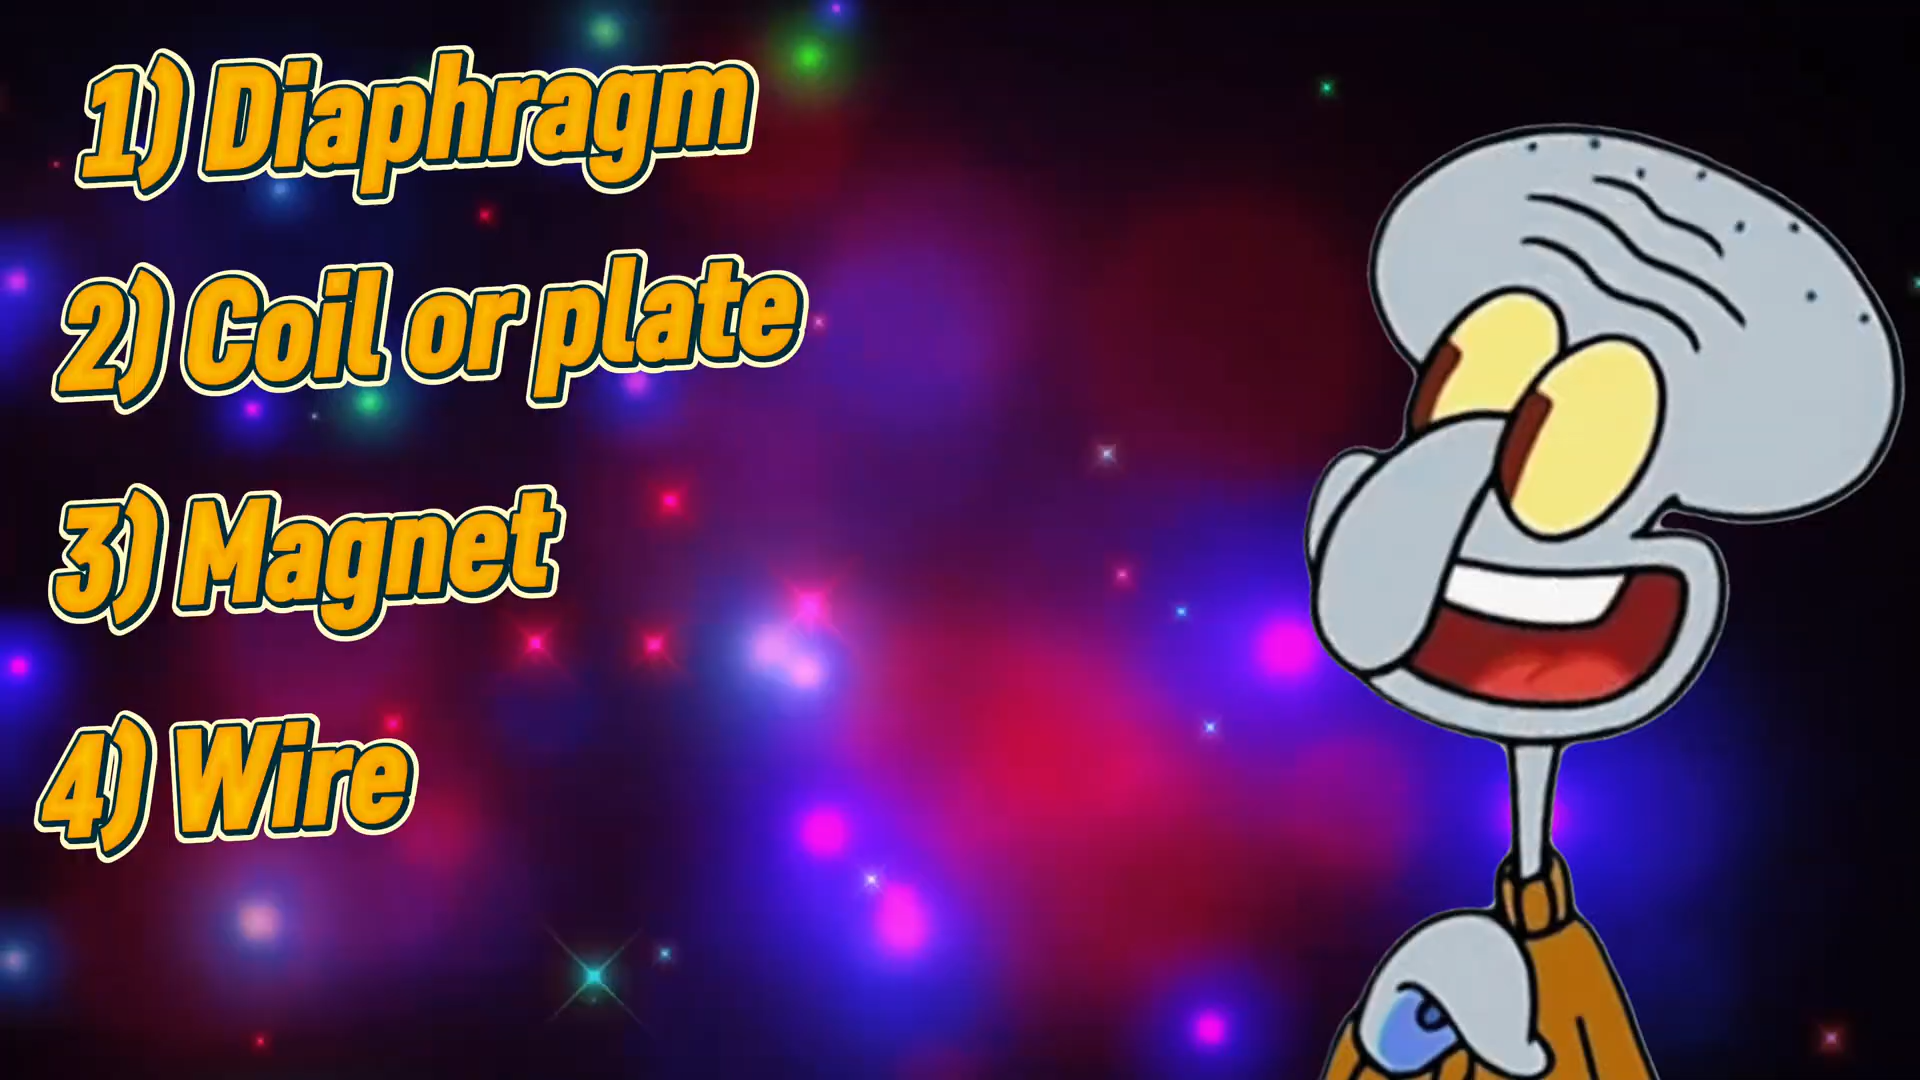 1) Diaphragm
2) Coil or plate
3) Magnet
4) Wire